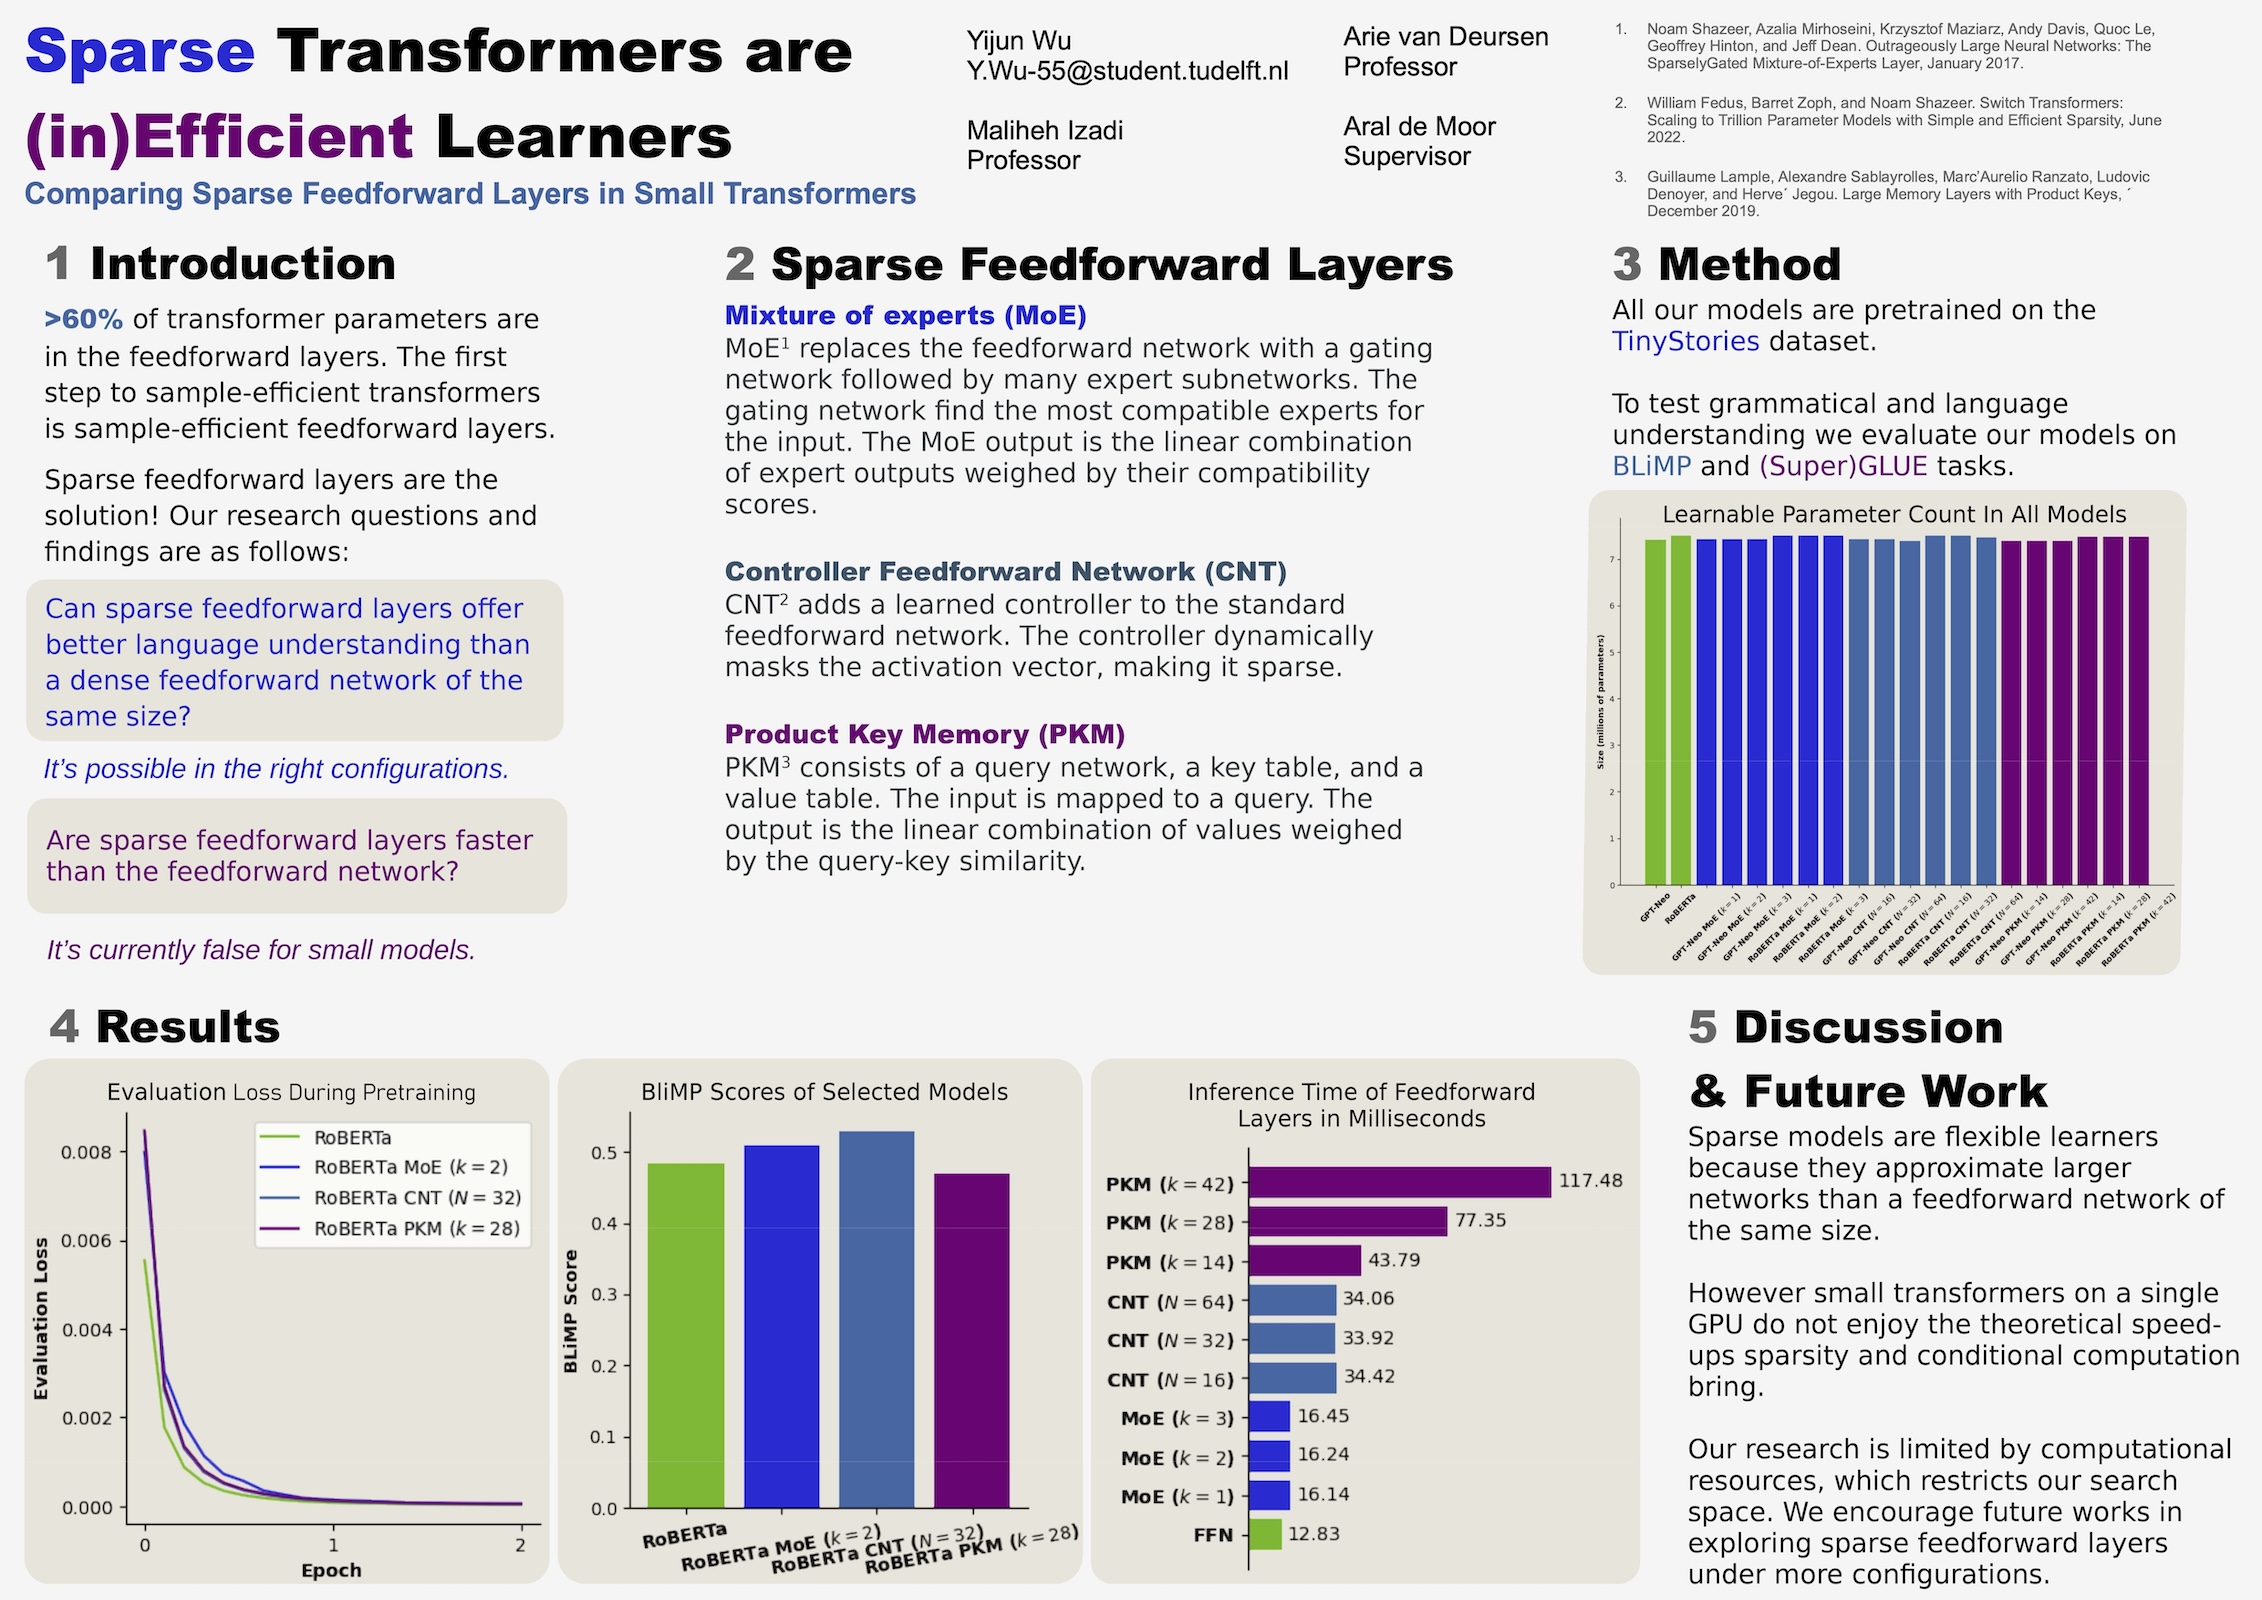 Sparse Transformers are
(in)Efficient Learners
Comparing Sparse Feedforward Layers in Small Transformers
Yijun Wu
Y.Wu-55@student.tudelft.nl
Maliheh Izadi
Professor
Arie van Deursen
Professor
Aral de Moor
Supervisor
1. Noam Shazeer, Azalia Mirhoseini, Krzysztof Maziarz, Andy Davis, Quoc Le,
Geoffrey Hinton, and Jeff Dean. Outrageously Large Neural Networks: The
SparselyGated Mixture-of-Experts Layer, January 2017.
2. William Fedus, Barret Zoph, and Noam Shazeer. Switch Transformers:
Scaling to Trillion Parameter Models with Simple and Efficient Sparsity, June
2022.
3. Guillaume Lample, Alexandre Sablayrolles, Marc'Aurelio Ranzato, Ludovic
Denoyer, and Herve´ Jegou. Large Memory Layers with Product Keys, ´
December 2019.
1 Introduction
>60% of transformer parameters are
in the feedforward layers. The first
step to sample-efficient transformers
is sample-efficient feedforward layers.
Sparse feedforward layers are the
solution! Our research questions and
findings are as follows:
Can sparse feedforward layers offer
better language understanding than
a dense feedforward network of the
same size?
It's possible in the right configurations.
Are sparse feedforward layers faster
than the feedforward network?
It's currently false for small models.
2 Sparse Feedforward Layers
Mixture of experts (MoE)
MoE¹ replaces the feedforward network with a gating
network followed by many expert subnetworks. The
gating network find the most compatible experts for
the input. The MoE output is the linear combination
of expert outputs weighed by their compatibility
scores.
Controller Feedforward Network (CNT)
CNT² adds a learned controller to the standard
feedforward network. The controller dynamically
masks the activation vector, making it sparse.
Product Key Memory (PKM)
PKM³ consists of a query network, a key table, and a
value table. The input is mapped to a query. The
output is the linear combination of values weighed
by the query-key similarity.
3 Method
All our models are pretrained on the
TinyStories dataset.
To test grammatical and language
understanding we evaluate our models on
BLiMP and (Super)GLUE tasks.
Learnable Parameter Count In All Models
Size (millions of parameters)
7
6
5
4
3
2
1
0
GPT-Neo
RoBERTa
GPT-Neo MoE (k = 1)
GPT-Neo MoE (k = 2)
GPT-Neo MoE (k = 3)
RoBERTa MoE (k = 1)
RoBERTa MoE (k = 2)
RoBERTa MoE (k = 3)
GPT-Neo CNT (N = 16)
GPT-Neo CNT (N = 32)
GPT-Neo CNT (N = 64)
RoBERTa CNT (N = 16)
RoBERTa CNT (N = 32)
RoBERTa CNT (N = 64)
GPT-Neo PKM (k = 14)
GPT-Neo PKM (k = 28)
GPT-Neo PKM (k = 42)
RoBERTa PKM (k = 14)
RoBERTa PKM (k = 28)
RoBERTa PKM (k = 42)
4 Results
Evaluation Loss During Pretraining
RoBERTa
RoBERTa MoE (k = 2)
RoBERTa CNT (N = 32)
RoBERTa PKM (k = 28)
Evaluation Loss
0.008
0.006
0.004
0.002
0.000
0 1 2
Epoch
BliMP Scores of Selected Models
BLiMP Score
0.5
0.4
0.3
0.2
0.1
0.0
RoBERTa
RoBERTa MoE (k = 2)
RoBERTa CNT (N = 32)
RoBERTa PKM (k = 28)
Inference Time of Feedforward
Layers in Milliseconds
PKM (k = 42) 117.48
PKM (k = 28) 77.35
PKM (k = 14) 43.79
CNT (N = 64) 34.06
CNT (N = 32) 33.92
CNT (N = 16) 34.42
MoE (k = 3) 16.45
MoE (k = 2) 16.24
MoE (k = 1) 16.14
FFN 12.83
5 Discussion
& Future Work
Sparse models are flexible learners
because they approximate larger
networks than a feedforward network of
the same size.
However small transformers on a single
GPU do not enjoy the theoretical speed-
ups sparsity and conditional computation
bring.
Our research is limited by computational
resources, which restricts our search
space. We encourage future works in
exploring sparse feedforward layers
under more configurations.